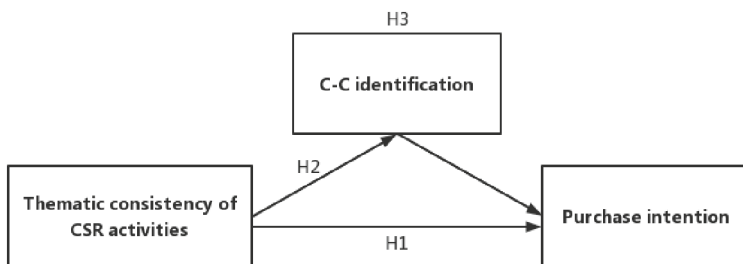 H3
C-C identification
H2
Thematic consistency of
CSR activities
Purchase intention
H1